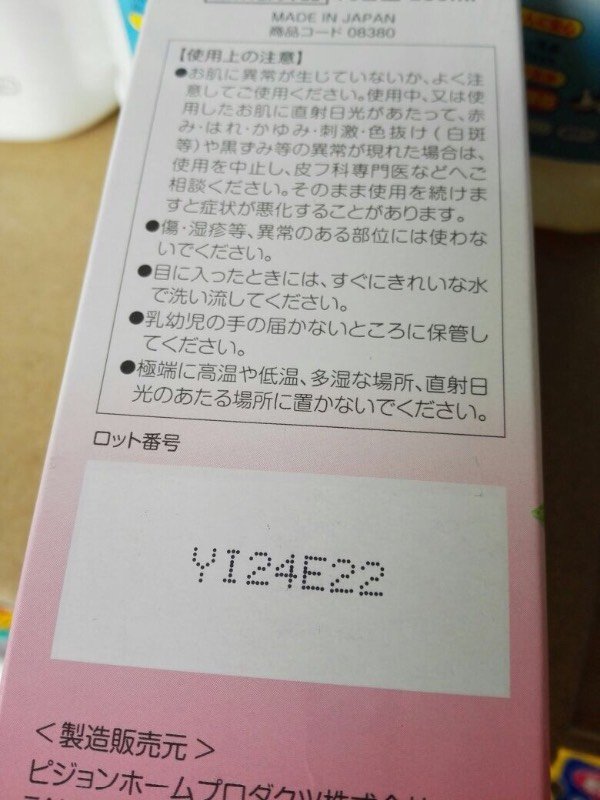 MADE IN JAPAN
商品コード 08380
【使用上の注意】
●お肌に異常が生じていないか、よく注
意してご使用ください。使用中、又は使
用したお肌に直射日光があたって、赤
み・はれ・かゆみ・刺激・色抜け(白斑
等)や黒ずみ等の異常が現れた場合は、
使用を中止し、皮フ科専門医などへご
相談ください。そのまま使用を続けま
すと症状が悪化することがあります。
●傷・湿疹等、異常のある部位には使わな
いでください。
●目に入ったときには、すぐにきれいな水
で洗い流してください。
●乳幼児の手の届かないところに保管し
てください。
●極端に高温や低温、多湿な場所、直射日
光のあたる場所に置かないでください。
ロット番号
YI24E22
<製造販売元>
ピジョンホームプロダクツ株式会社